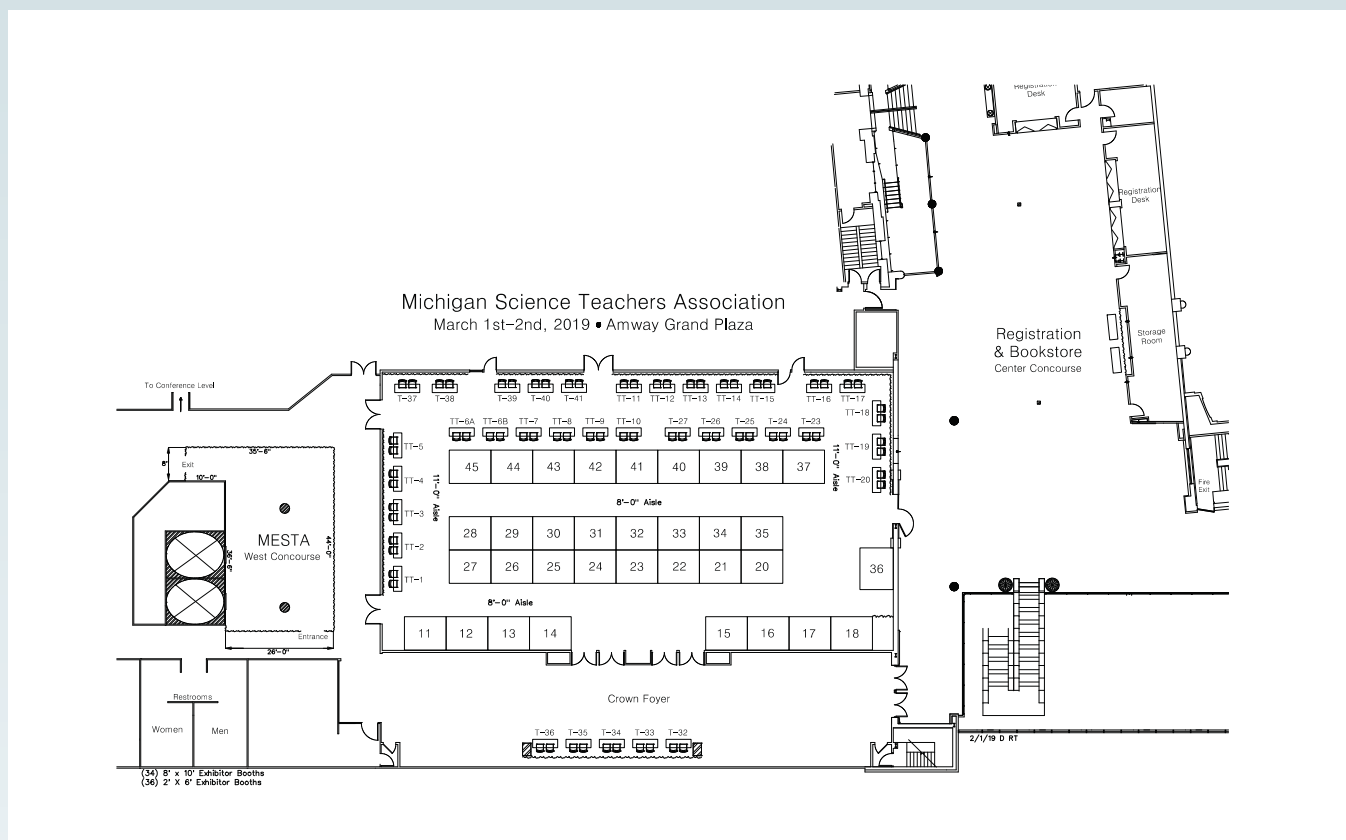 Registration
Desk
Registration
Desk
Michigan Science Teachers Association
March 1st-2nd, 2019 • Amway Grand Plaza
Registration
& Bookstore
Center Concourse
Storage
Room
To Conference Level
T-37 T-38 T-39 T-40 T-41 TT-11 TT-12 TT-13 TT-14 TT-15 TT-16 TT-17
TT-18
TT-6A TT-6B TT-7 TT-8 TT-9 TT-10 T-27 T-26 T-25 T-24 T-23
TT-5
TT-19
35'-6"
8'
Exit
10'-0"
45 44 43 42 41 40 39 38 37
11'-0" Aisle
11'-0" Aisle
TT-4
TT-20
Fire
Exit
8'-0" Aisle
TT-3
MESTA
West Concourse
44'-0"
36'-6"
28 29 30 31 32 33 34 35
TT-2
27 26 25 24 23 22 21 20
36
TT-1
8'-0" Aisle
11 12 13 14 15 16 17 18
Entrance
26'-0"
Restrooms
Women Men
Crown Foyer
T-36 T-35 T-34 T-33 T-32
2/1/19 D RT
(34) 8' x 10' Exhibitor Booths
(36) 2' X 6' Exhibitor Booths